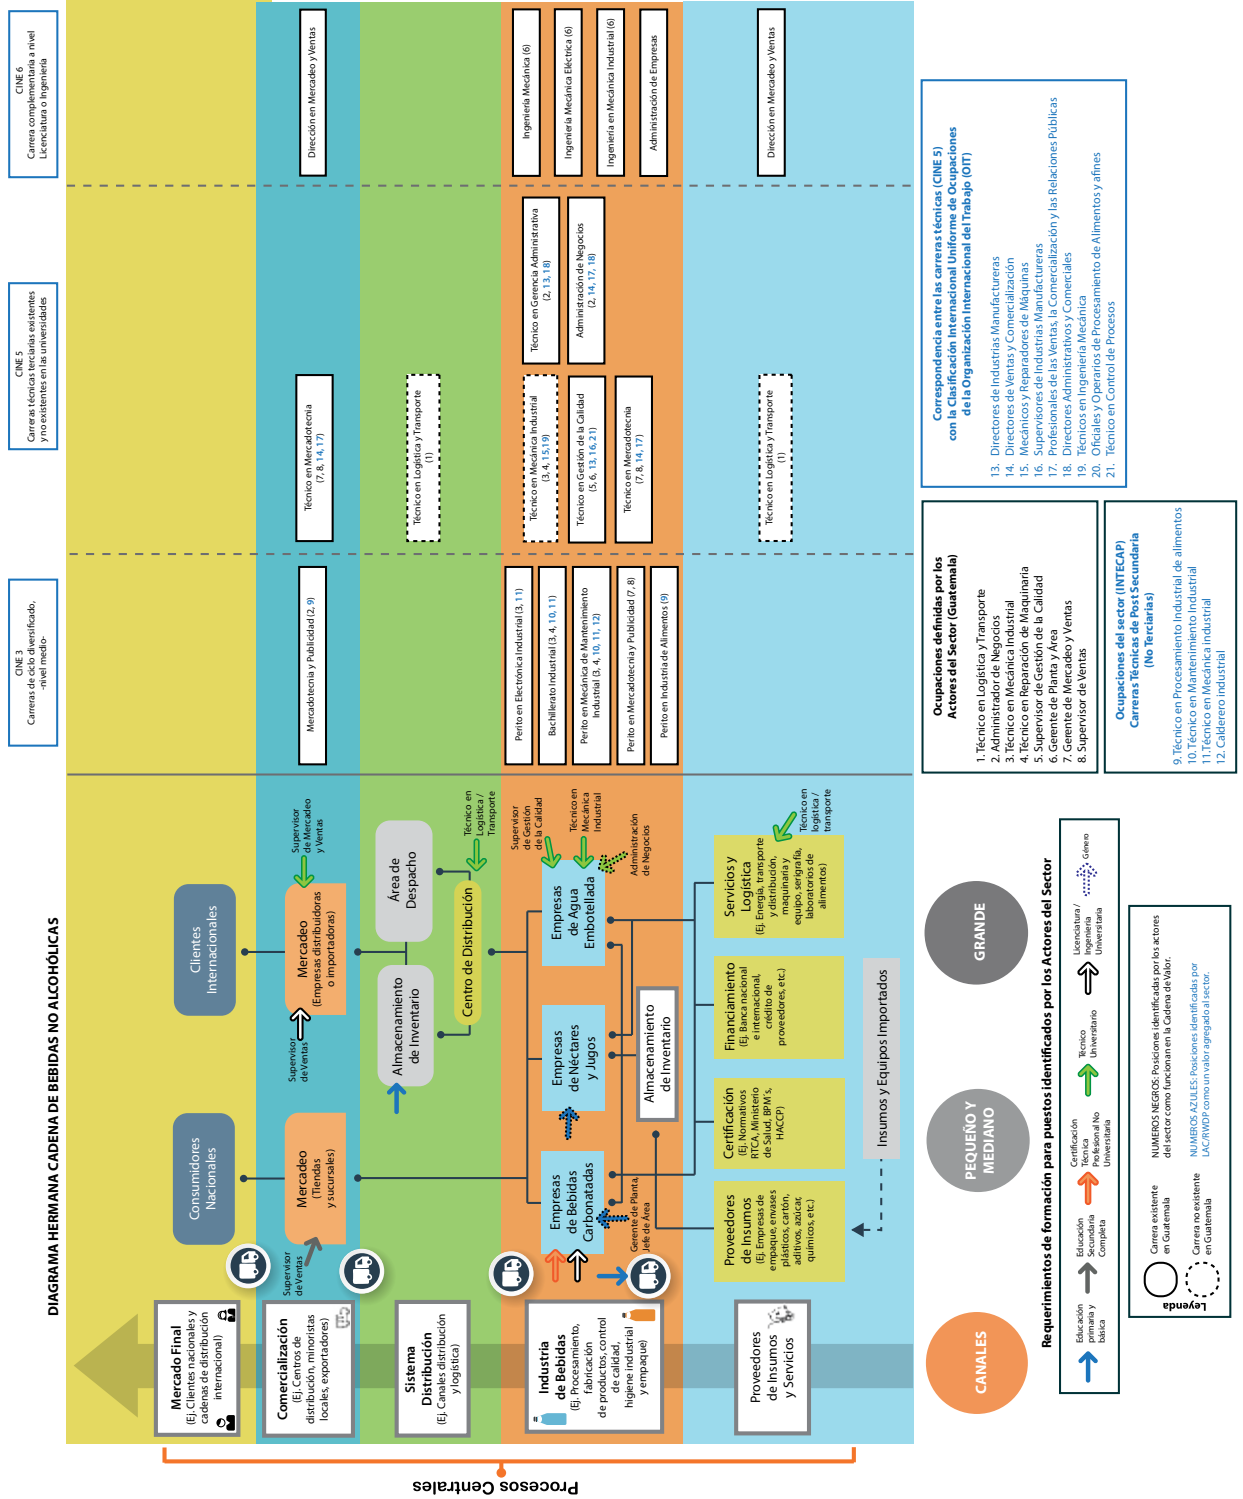 DIAGRAMA HERMANA CADENA DE BEBIDAS NO ALCOHÓLICAS
Procesos Centrales
Mercado Final
(Ej. Clientes nacionales y
cadenas de distribución
internacional)
Consumidores
Nacionales
Clientes
Internacionales
Comercialización
(Ej. Centros de
distribución, minoristas
locales, exportadores)
Supervisor
de Ventas
Mercadeo
(Tiendas
y sucursales)
Supervisor
de Ventas
Mercadeo
(Empresas distribuidoras
o importadoras)
Supervisor
de Mercadeo
y Ventas
Sistema
Distribución
(Ej. Canales distribución
y logística)
Almacenamiento
de Inventario
Área de
Despacho
Centro de Distribución
Técnico en
Logística /
Transporte
Industria
de Bebidas
(Ej. Procesamiento,
fabricación
de productos, control
de calidad,
higiene industrial
y empaque)
Empresas
de Bebidas
Carbonatadas
Gerente de Planta,
Jefe de Área
Empresas
de Néctares
y Jugos
Empresas
de Agua
Embotellada
Supervisor
de Gestión
de la Calidad
Técnico en
Mecánica
Industrial
Administración
de Negocios
Almacenamiento
de Inventario
Proveedores
de Insumos
y Servicios
Proveedores
de Insumos
(Ej. Empresas de
empaque, envases
plásticos, cartón,
aditivos, azúcar,
químicos, etc.)
Certificación
(Ej. Normativos
RTCA, Ministerio
de Salud, BPM´s,
HACCP)
Financiamiento
(Ej. Banca nacional
e internacional,
crédito de
proveedores, etc.)
Servicios y
Logística
(Ej. Energía, transporte
y distribución,
maquinaria y
equipo, serigrafía,
laboratorios de
alimentos)
Técnico en
logística /
transporte
Insumos y Equipos Importados
CINE 3
Carreras de ciclo diversificado,
-nivel medio-
Mercadotecnia y Publicidad (2, 9)
Perito en Electrónica Industrial (3, 11)
Bachillerato Industrial (3, 4, 10, 11)
Perito en Mecánica de Mantenimiento
Industrial (3, 4, 10, 11, 12)
Perito en Mercadotecnia y Publicidad (7, 8)
Perito en Industria de Alimentos (9)
CINE 5
Carreras técnicas terciarias existentes
y no existentes en las universidades
Técnico en Mercadotecnia
(7, 8, 14, 17)
Técnico en Logística y Transporte
(1)
Técnico en Mecánica Industrial
(3, 4, 15,19)
Técnico en Gestión de la Calidad
(5, 6, 13, 16, 21)
Técnico en Mercadotecnia
(7, 8, 14, 17)
Técnico en Gerencia Administrativa
(2, 13, 18)
Administración de Negocios
(2, 14, 17, 18)
Técnico en Logística y Transporte
(1)
CINE 6
Carrera complementaria a nivel
Licenciatura o Ingeniería
Dirección en Mercadeo y Ventas
Ingeniería Mecánica (6)
Ingeniería Mecánica Eléctrica (6)
Ingeniería en Mecánica Industrial (6)
Administración de Empresas
Dirección en Mercadeo y Ventas
CANALES
PEQUEÑO Y
MEDIANO
GRANDE
Requerimientos de formación para puestos identificados por los Actores del Sector
Educación
primaria y
básica
Educación
Secundaria
Completa
Certificación
Técnica
Profesional No
Universitaria
Técnico
Universitario
Licenciatura /
Ingeniería
Universitaria
Género
Leyenda
Carrera existente
en Guatemala
Carrera no existente
en Guatemala
NUMEROS NEGROS: Posiciones identificadas por los actores
del sector como funcionan en la Cadena de Valor.
NUMEROS AZULES: Posiciones identificadas por
LAC/RWDP como un valor agregado al sector.
Ocupaciones definidas por los
Actores del Sector (Guatemala)
1. Técnico en Logística y Transporte
2. Administrador de Negocios
3. Técnico en Mecánica Industrial
4. Técnico en Reparación de Maquinaria
5. Supervisor de Gestión de la Calidad
6. Gerente de Planta y Área
7. Gerente de Mercadeo y Ventas
8. Supervisor de Ventas
Ocupaciones del sector (INTECAP)
Carreras Técnicas de Post Secundaria
(No Terciarias)
9. Técnico en Procesamiento Industrial de alimentos
10. Técnico en Mantenimiento Industrial
11. Técnico en Mecánica industrial
12. Calderero industrial
Correspondencia entre las carreras técnicas (CINE 5)
con la Clasificación Internacional Uniforme de Ocupaciones
de la Organización Internacional del Trabajo (OIT)
13. Directores de Industrias Manufactureras
14. Directores de Ventas y Comercialización
15. Mecánicos y Reparadores de Máquinas
16. Supervisores de Industrias Manufactureras
17. Profesionales de las Ventas, la Comercialización y las Relaciones Públicas
18. Directores Administrativos y Comerciales
19. Técnicos en Ingeniería Mecánica
20. Oficiales y Operarios de Procesamiento de Alimentos y afines
21. Técnico en Control de Procesos